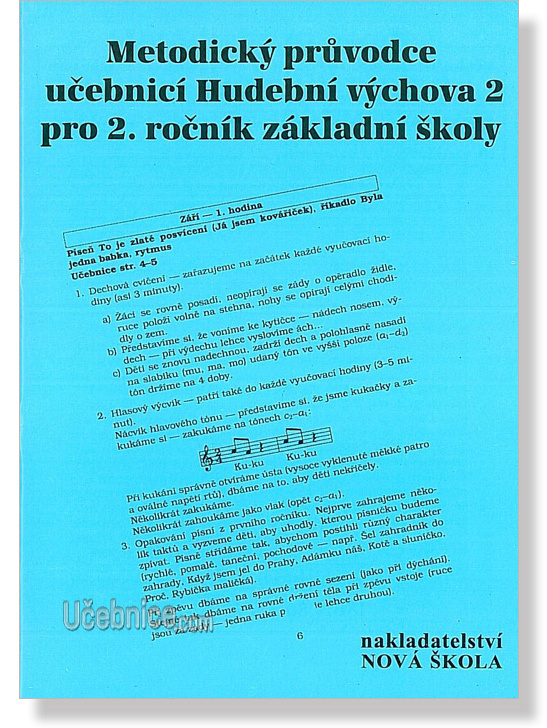 Metodický průvodce
učebnicí Hudební výchova 2
pro 2. ročník základní školy
Září — 1. hodina
Píseň To je zlaté posvícení (Já jsem kováříček), říkadlo Byla
jedna babka, rytmus
Učebnice str. 4–5
1. Dechová cvičení — zařazujeme na začátek každé vyučovací ho-
diny (asi 3 minuty).
a) Žáci se rovně posadí, neopírají se zády o opěradlo židle,
ruce položí volně na stehna, nohy se opírají celými chodi-
dly o zem.
b) Představíme si, že voníme ke kytičce — nádech nosem, vý-
dech — při výdechu lehce vyslovíme ách...
c) Děti se znovu nadechnou, zadrží dech a polohlasně nasadí
na slabiku (mu, ma, mo) udaný tón ve vyšší poloze (a₁–d₂)
tón držíme na 4 doby.
2. Hlasový výcvik — patří také do každé vyučovací hodiny (3–5 mi-
nut).
Nácvik hlavového tónu — představíme si, že jsme kukačky a za-
kukáme si — zakukáme na tónech c₂–a₁:
Ku-ku Ku-ku
Při kukání správně otvíráme ústa (vysoce vyklenuté měkké patro
a oválné napětí rtů), dbáme na to, aby děti nekřičely.
Několikrát zakukáme.
Několikrát zahoukáme jako vlak (opět c₂–a₁).
3. Opakování písní z prvního ročníku. Nejprve zahrajeme něko-
lik taktů a vyzveme děti, aby uhodly, kterou písničku budeme
zpívat. Písně střídáme tak, abychom postihli různý charakter
(rychlé, pomalé, taneční, pochodové — např. Šel zahradník do
zahrady, Když jsem jel do Prahy, Adámku náš, Kotě a sluníčko,
Proč, Rybička maličká).
Při zpěvu dbáme na správné rovné sezení (jako při dýchání),
dbáme na rovné držení těla při zpěvu vstoje (ruce
jsou — jedna ruka lehce druhou).
Učebnice.com
6
nakladatelství
NOVÁ ŠKOLA